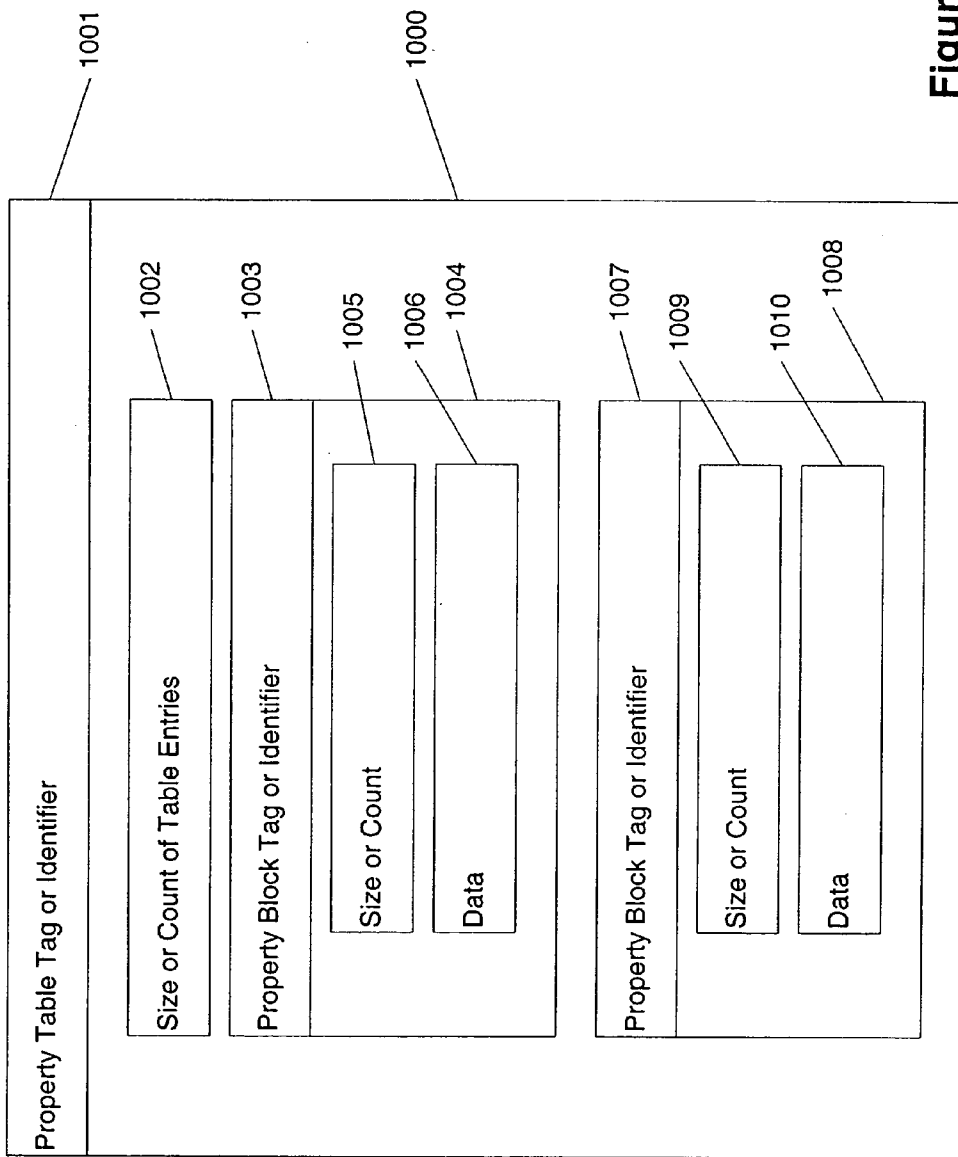 Property Table Tag or Identifier
1001
Size or Count of Table Entries
1002
1000
Property Block Tag or Identifier
1003
Size or Count
1005
Data
1006
1004
Property Block Tag or Identifier
1007
Size or Count
1009
Data
1010
1008
Figur